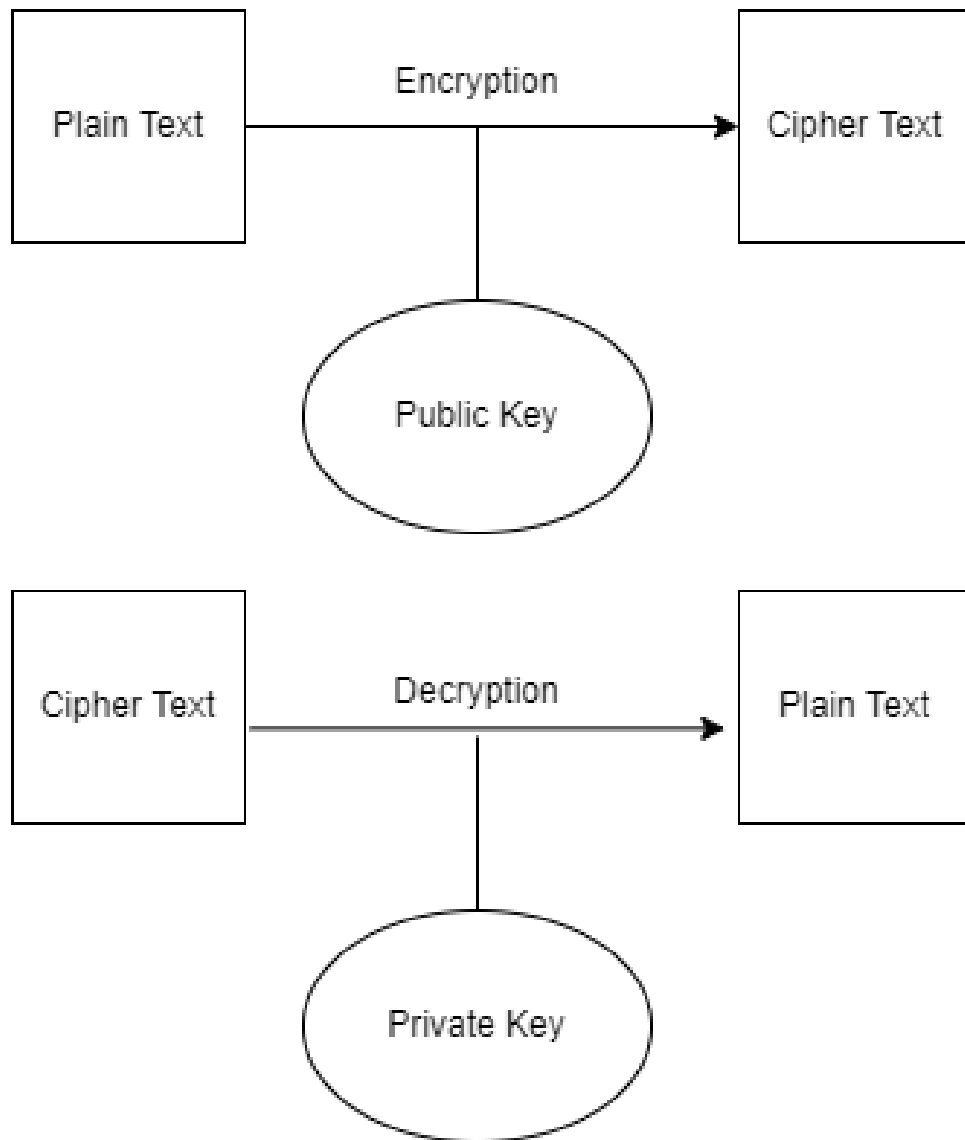 Encryption
Plain Text
Cipher Text
Public Key
Decryption
Cipher Text
Plain Text
Private Key